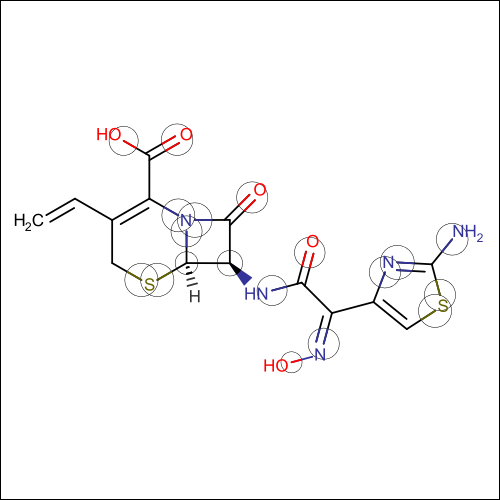 HO O
H₂C N O
O N NH₂
S H HN S
HO N